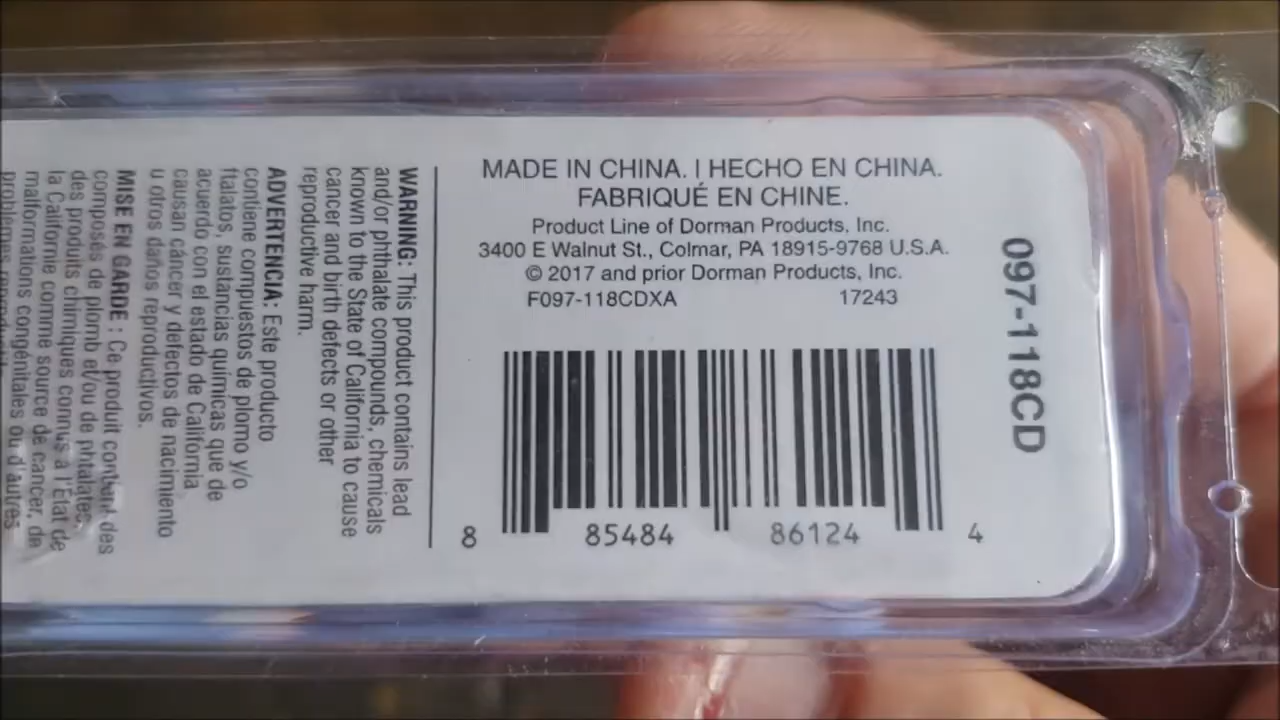 MADE IN CHINA. I HECHO EN CHINA.
FABRIQUÉ EN CHINE.
Product Line of Dorman Products, Inc.
3400 E Walnut St., Colmar, PA 18915-9768 U.S.A.
© 2017 and prior Dorman Products, Inc.
F097-118CDXA 17243
8 85484 86124 4
097-118CD
WARNING: This product contains lead
and/or phthalate compounds, chemicals
known to the State of California to cause
cancer and birth defects or other
reproductive harm.
ADVERTENCIA: Este producto
contiene compuestos de plomo y/o
ftalatos, sustancias químicas que de
acuerdo con el estado de California
causan cáncer y defectos de nacimiento
u otros daños reproductivos.
MISE EN GARDE : Ce produit contient des
composés de plomb et/ou de phtalates,
des produits chimiques connus à l'État de
la Californie comme source de cancer, de
malformations congénitales ou d'autres
problèmes